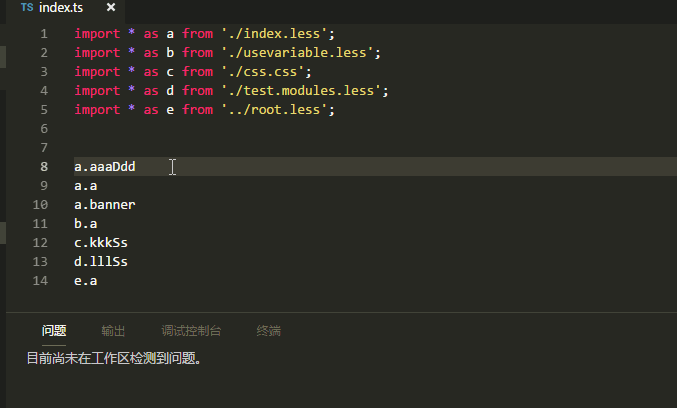 TS index.ts ×
1 import * as a from './index.less';
2 import * as b from './usevariable.less';
3 import * as c from './css.css';
4 import * as d from './test.modules.less';
5 import * as e from '../root.less';
6
7
8 a.aaaDdd
9 a.a
10 a.banner
11 b.a
12 c.kkkSs
13 d.lllSs
14 e.a
问题 输出 调试控制台 终端
目前尚未在工作区检测到问题。